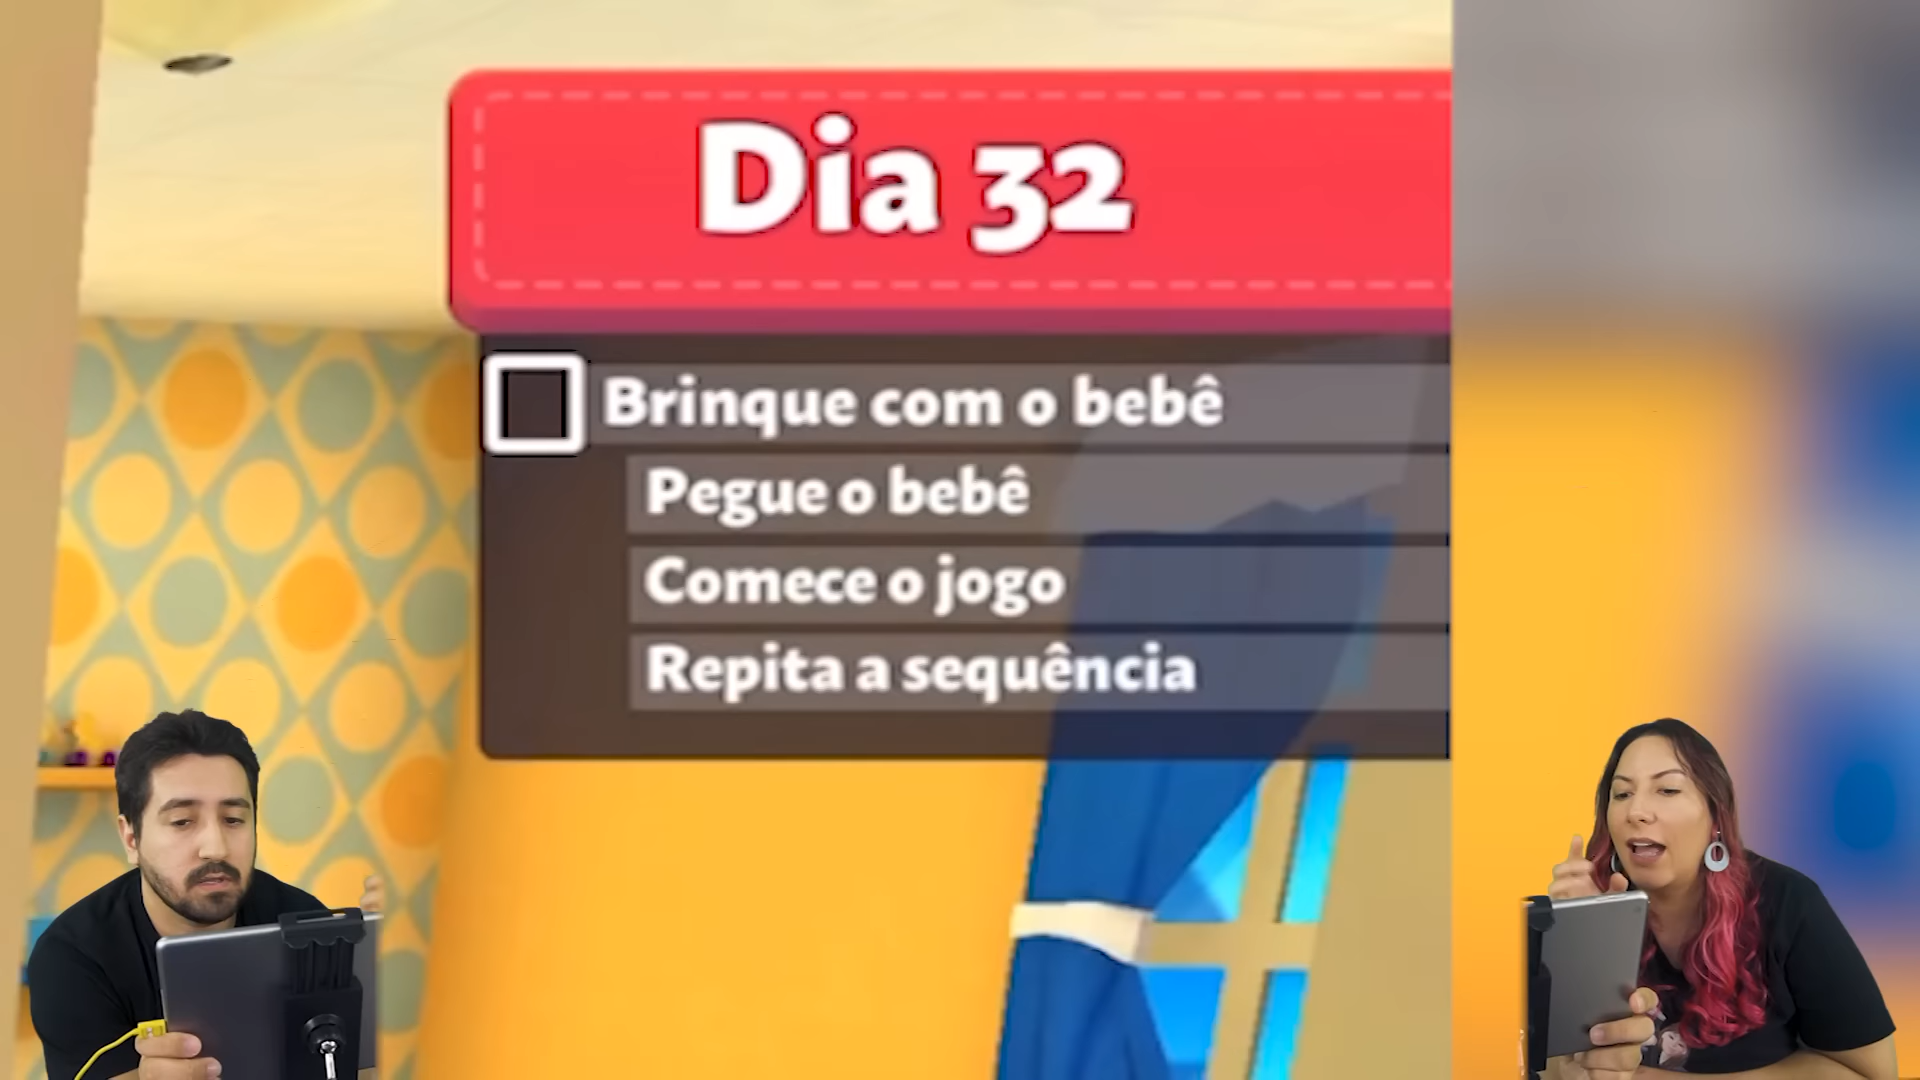 Dia 32
Brinque com o bebê
Pegue o bebê
Comece o jogo
Repita a sequência